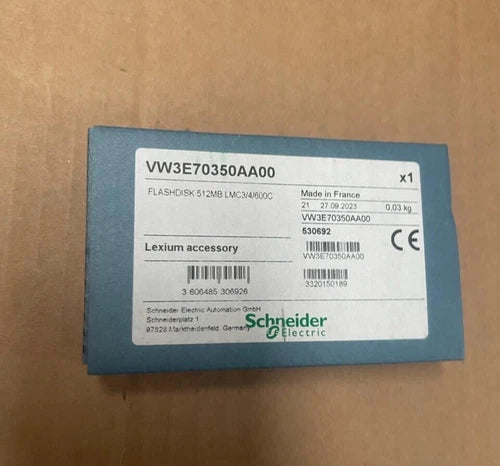 VW3E70350AA00
x1
FLASHDISK 512MB LMC3/4/600C
Made in France
21 27.09.2023 0,03 kg
VW3E70350AA00
530692
CE
Lexium accessory
VW3E70350AA00
3 606485 306926
3320150189
Schneider Electric Automation GmbH
Schneiderplatz 1
97828 Marktheidenfeld, Germany
Schneider
Electric